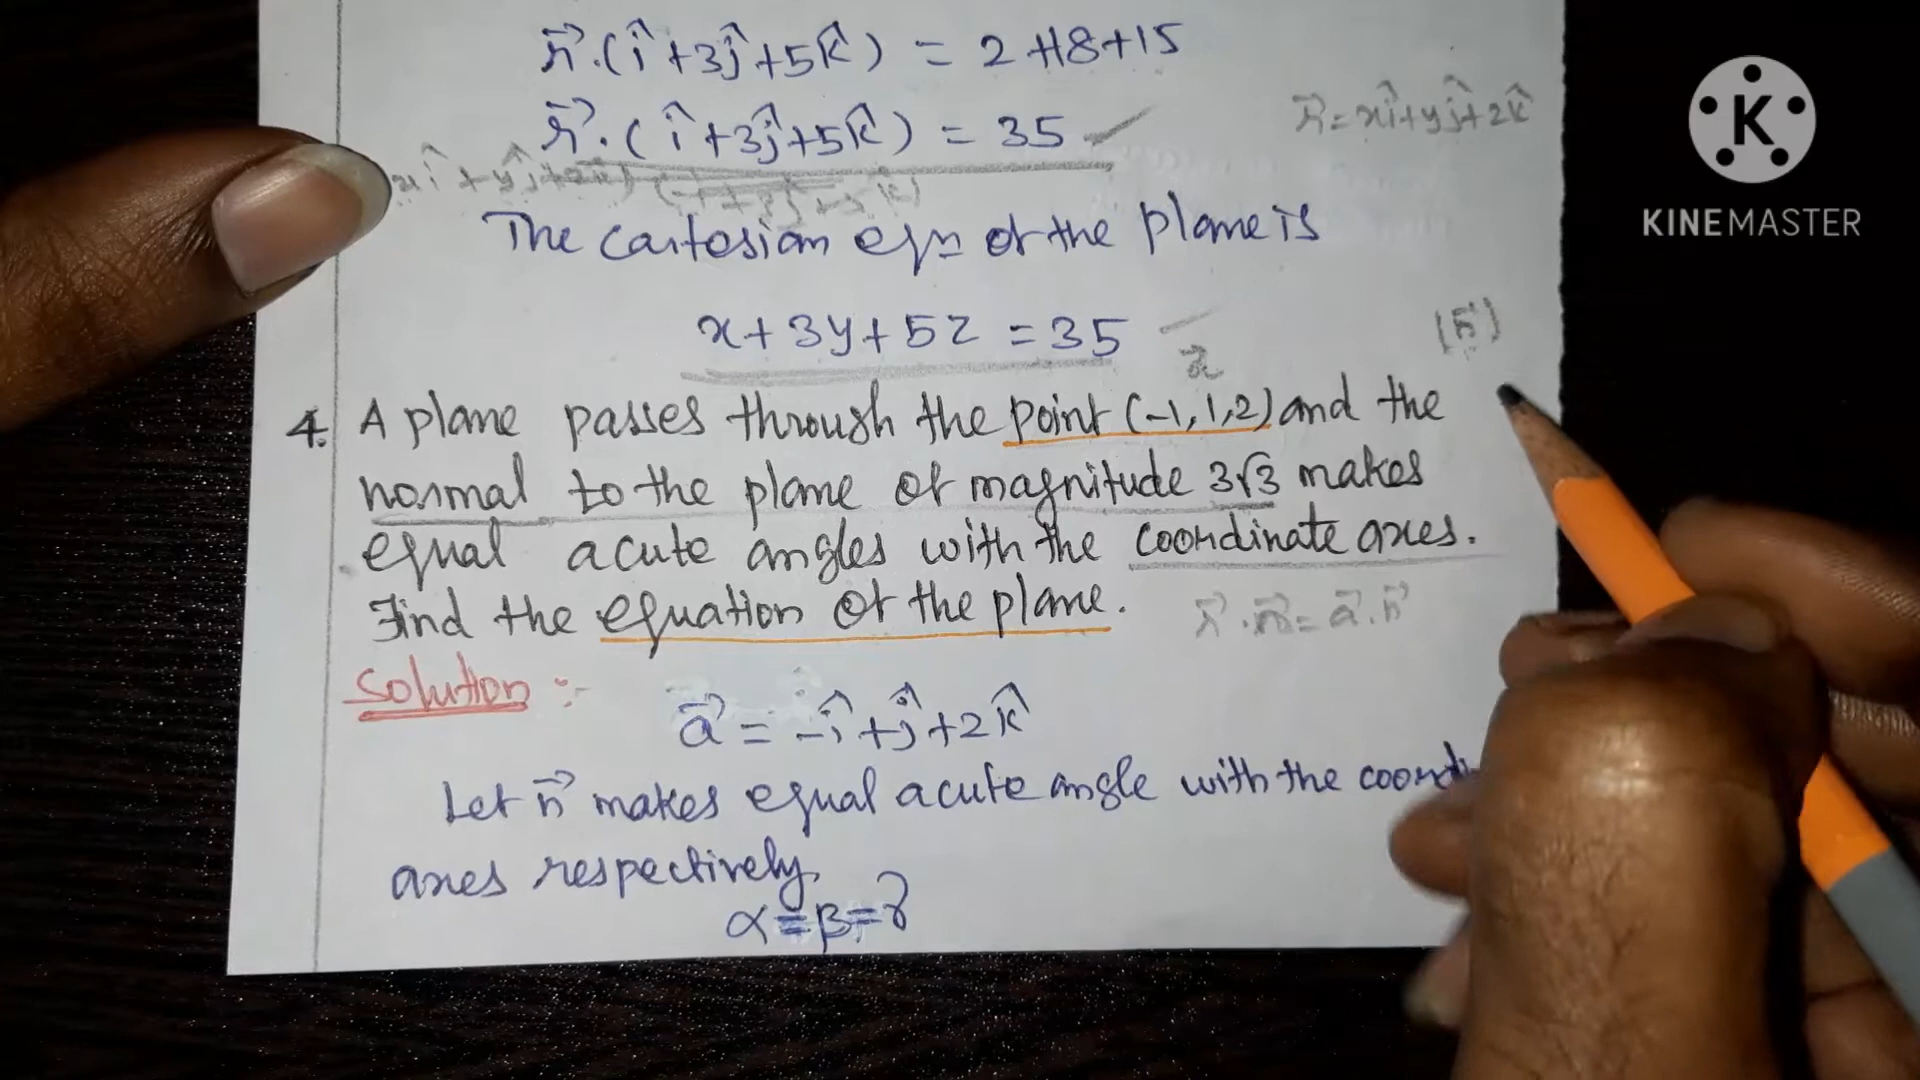 r⃗.(î+3ĵ+5k̂) = 2+18+15
r⃗.(î+3ĵ+5k̂) = 35
r⃗=xî+yĵ+zk̂
K
KINEMASTER
The cartesian eqn of the plane is
x+3y+5z = 35
|n⃗|
a⃗
4. A plane passes through the point (-1,1,2) and the
normal to the plane of magnitude 3√3 makes
equal acute angles with the coordinate axes.
Find the equation of the plane.
r⃗.n⃗=a⃗.n⃗
Solution :-
a⃗ = -î+ĵ+2k̂
Let n⃗ makes equal acute angle with the
axes respectively,
α=β=γ